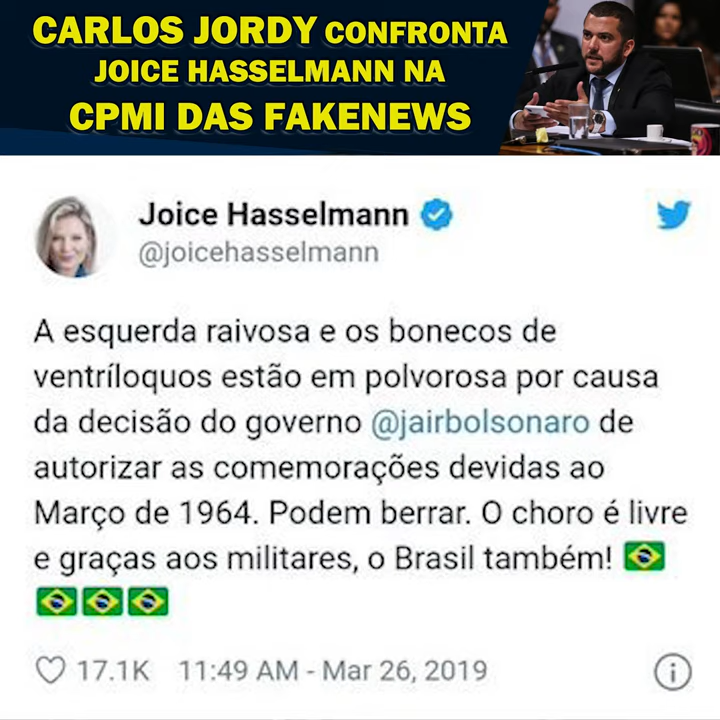 CARLOS JORDY CONFRONTA
JOICE HASSELMANN NA
CPMI DAS FAKENEWS
Joice Hasselmann
@joicehasselmann
A esquerda raivosa e os bonecos de
ventríloquos estão em polvorosa por causa
da decisão do governo @jairbolsonaro de
autorizar as comemorações devidas ao
Março de 1964. Podem berrar. O choro é livre
e graças aos militares, o Brasil também! 🇧🇷
🇧🇷🇧🇷🇧🇷
17.1K 11:49 AM - Mar 26, 2019